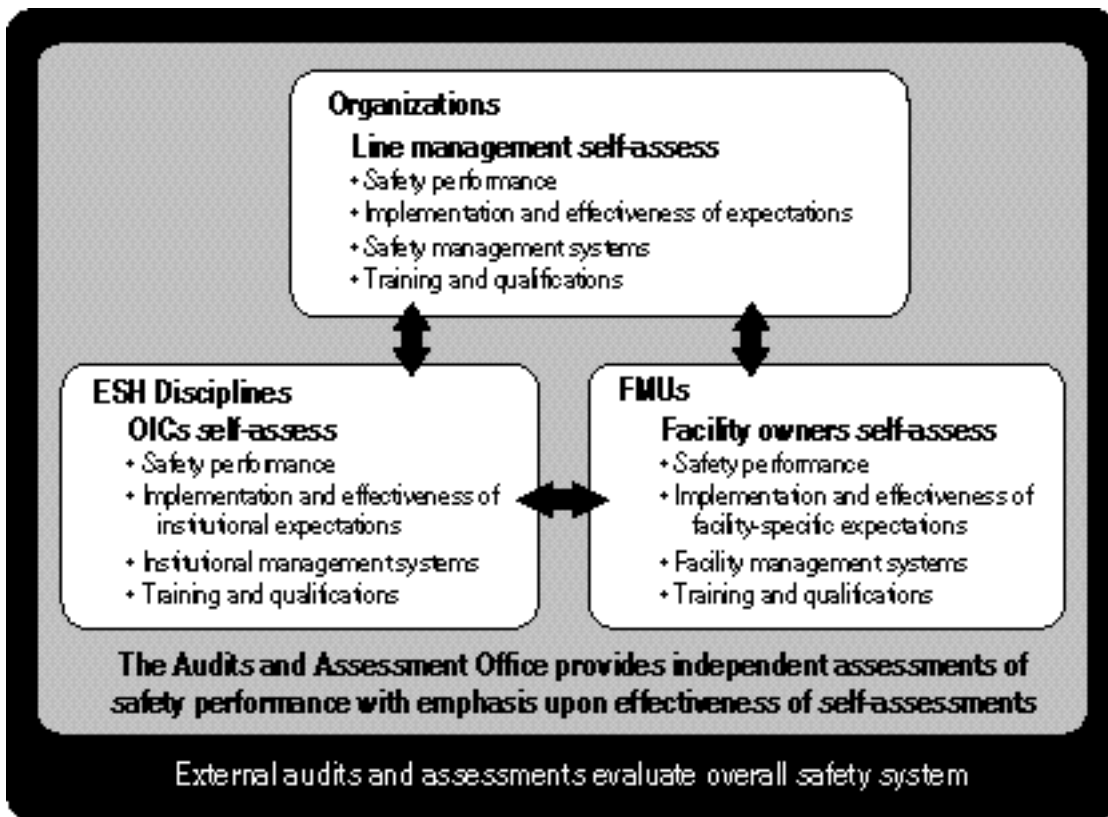 Organizations
Line management self-assess
• Safety performance
• Implementation and effectiveness of expectations
• Safety management systems
• Training and qualifications
ESH Disciplines
OICs self-assess
• Safety performance
• Implementation and effectiveness of
institutional expectations
• Institutional management systems
• Training and qualifications
FMUs
Facility owners self-assess
• Safety performance
• Implementation and effectiveness of
facility-specific expectations
• Facility management systems
• Training and qualifications
The Audits and Assessment Office provides independent assessments of
safety performance with emphasis upon effectiveness of self-assessments
External audits and assessments evaluate overall safety system